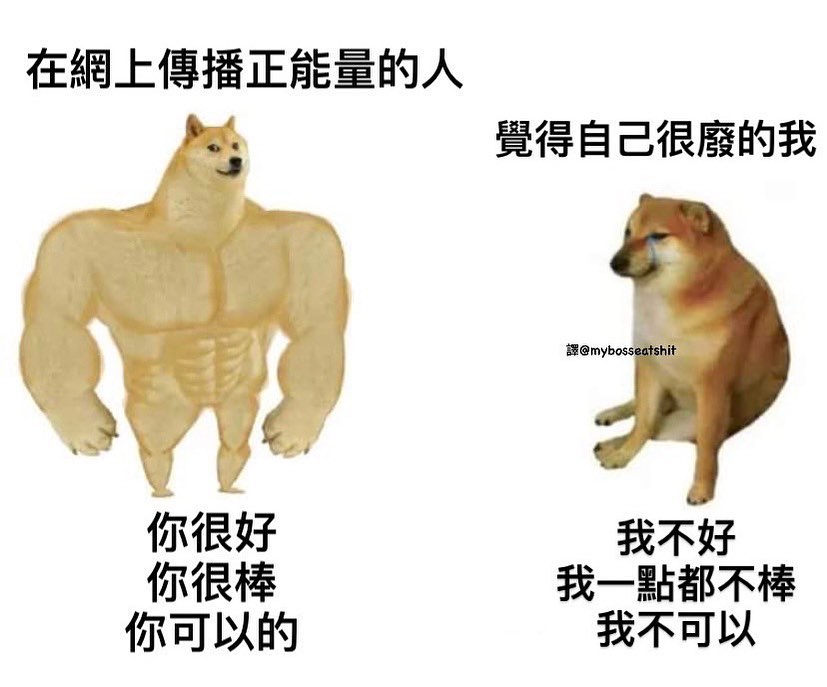 在網上傳播正能量的人
覺得自己很廢的我
譯@mybosseatshit
你很好
你很棒
你可以的
我不好
我一點都不棒
我不可以